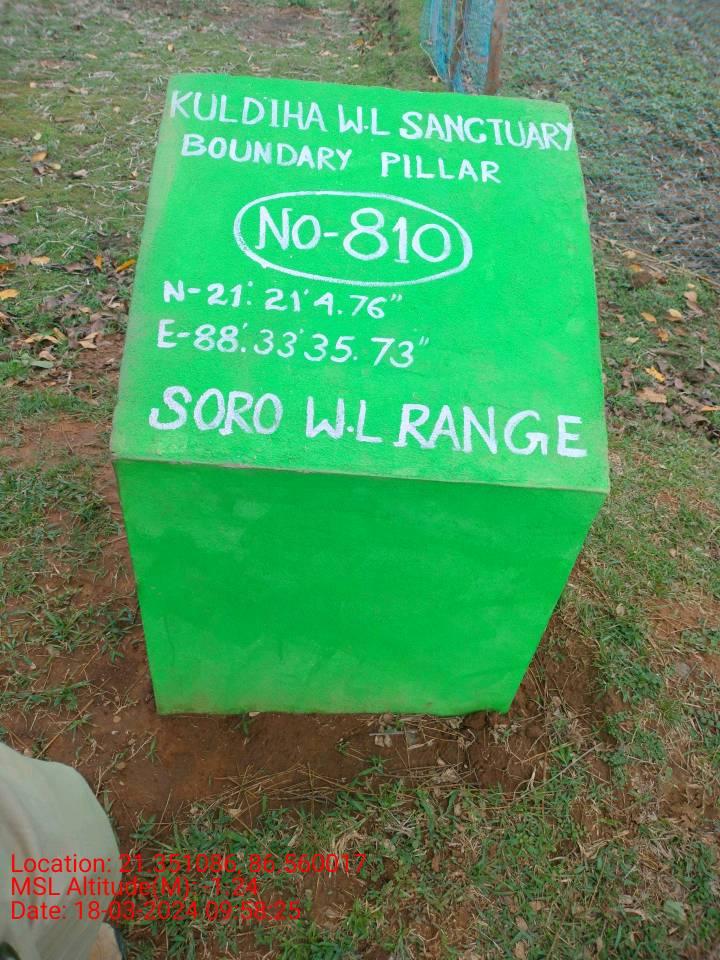 KULDIHA W.L SANCTUARY
BOUNDARY PILLAR
No-810
N-21°. 21' 4.76"
E-88°.33'35.73"
SORO W.L RANGE
Location: 21.351086, 86.560017
MSL Altitude(M): -1.24
Date: 18-03-2024 09:58:25